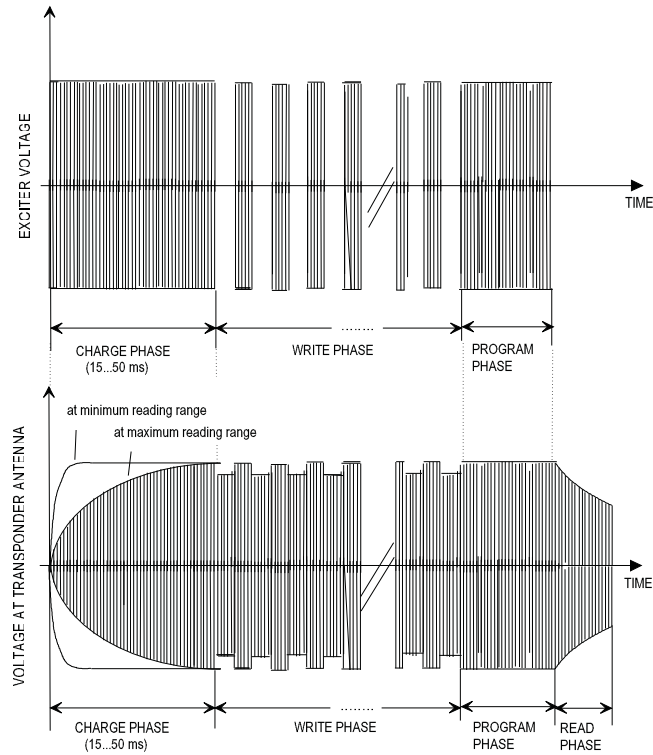 EXCITER VOLTAGE
TIME
CHARGE PHASE
(15...50 ms)
WRITE PHASE
PROGRAM
PHASE
VOLTAGE AT TRANSPONDER ANTENNA
at minimum reading range
at maximum reading range
TIME
CHARGE PHASE
(15...50 ms)
WRITE PHASE
PROGRAM
PHASE
READ
PHASE